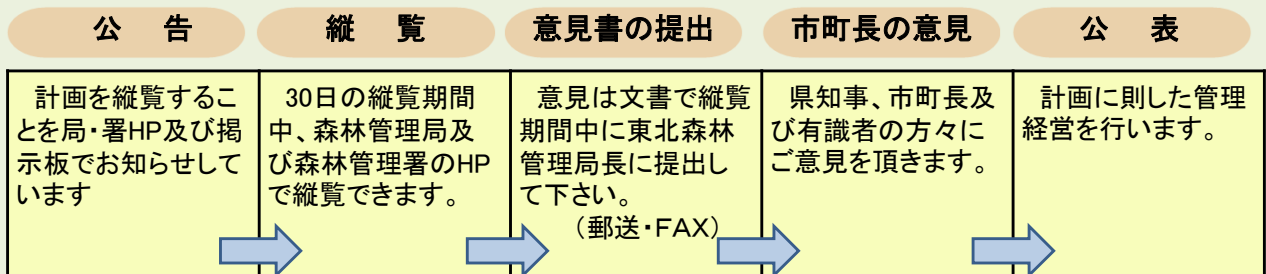 公　告
縦　覧
意見書の提出
市町長の意見
公　表
計画を縦覧するこ
とを局・署HP及び掲
示板でお知らせして
います
30日の縦覧期間
中、森林管理局及
び森林管理署のHP
で縦覧できます。
意見は文書で縦覧
期間中に東北森林
管理局長に提出し
て下さい。
（郵送・FAX）
県知事、市町長及
び有識者の方々に
ご意見を頂きます。
計画に則した管理
経営を行います。